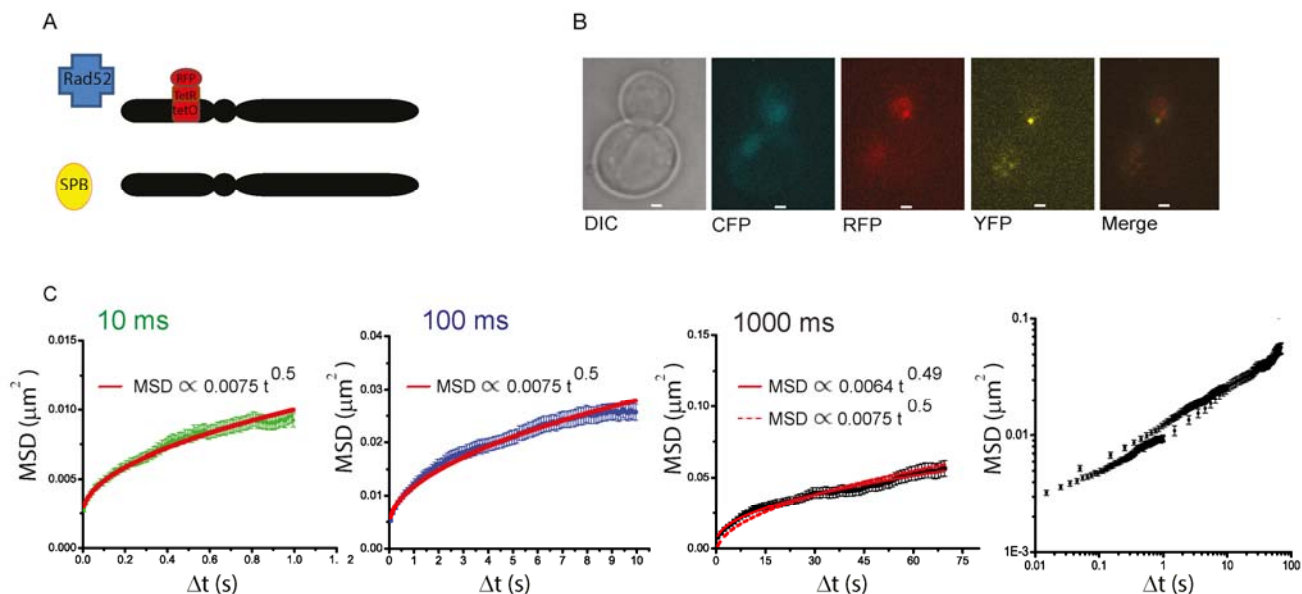 A
B
Rad52
RFP
TetR
tetO
SPB
DIC
CFP
RFP
YFP
Merge
C
10 ms
MSD ∝ 0.0075 t^0.5
MSD (μm²)
0.015
0.010
0.005
0.000
0.0 0.2 0.4 0.6 0.8 1.0 1. 2
Δt (s)
100 ms
MSD ∝ 0.0075 t^0.5
MSD (μm²)
0.04
0.03
0.02
0.01
0.00
0 1 2 3 4 5 6 7 8 9 10
Δt (s)
1000 ms
MSD ∝ 0.0064 t^0.49
MSD ∝ 0.0075 t^0.5
MSD (μm²)
0.15
0.10
0.05
0.00
0 15 30 45 60 75
Δt (s)
MSD (μm²)
0.1
0.01
1E-3
0.01 0.1 1 10 100
Δt (s)